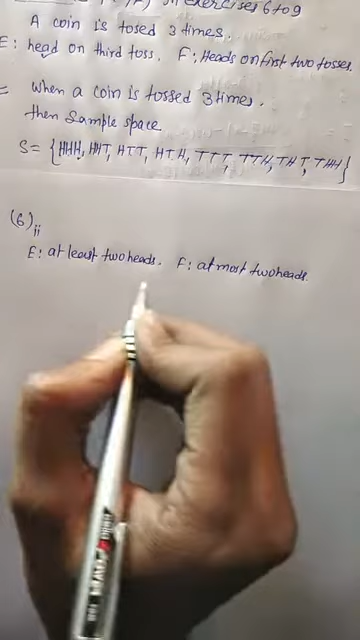 in exercises 6 to 9
A coin is tosed 3 times.
E: head on third toss. F: Heads on first two tosses
= when a coin is tossed 3 times.
then Sample space
S = {HHH, HHT, HTT, HTH, TTT, TTH, THT, THH}
(6) ii
E: at least two heads. F: at most two heads.